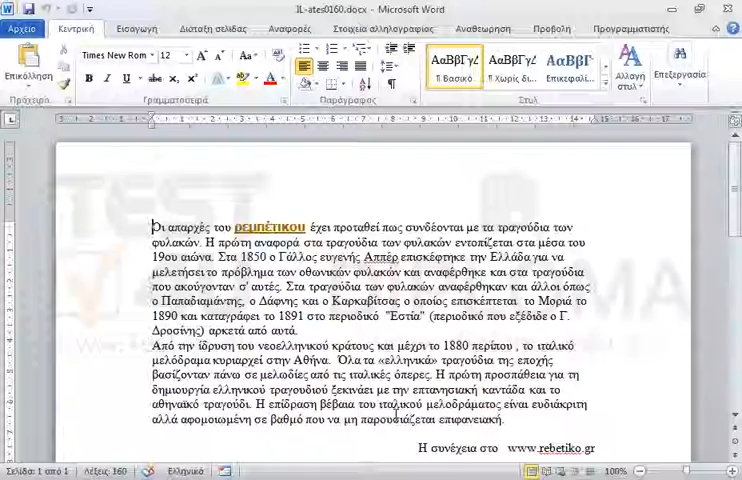 IL-ates0160.docx - Microsoft Word
Αρχείο Κεντρική Εισαγωγή Διάταξη σελίδας Αναφορές Στοιχεία αλληλογραφίας Αναθεώρηση Προβολή Προγραμματιστής
Times New Rom 12
Επικόλληση
ΑαΒβΓγΔ ΑαΒβΓγΔ ΑαΒβΓ
¶ Βασικό ¶ Χωρίς δι... Επικεφαλί...
Αλλαγή στυλ Επεξεργασία
Πρόχειρο Γραμματοσειρά Παράγραφος Στυλ
TEST
Οι απαρχές του ρεμπέτικου έχει προταθεί πως συνδέονται με τα τραγούδια των
φυλακών. Η πρώτη αναφορά στα τραγούδια των φυλακών εντοπίζεται στα μέσα του
19ου αιώνα. Στα 1850 ο Γάλλος ευγενής Αππέρ επισκέφτηκε την Ελλάδα για να
μελετήσει το πρόβλημα των οθωνικών φυλακών και αναφέρθηκε και στα τραγούδια
που ακούγονταν σ' αυτές. Στα τραγούδια των φυλακών αναφέρθηκαν και άλλοι όπως
ο Παπαδιαμάντης, ο Δάφνης και ο Καρκαβίτσας ο οποίος επισκέπτεται το Μοριά το
1890 και καταγράφει το 1891 στο περιοδικό "Εστία" (περιοδικό που εξέδιδε ο Γ.
Δροσίνης) αρκετά από αυτά.
Από την ίδρυση του νεοελληνικού κράτους και μέχρι το 1880 περίπου , το ιταλικό
μελόδραμα κυριαρχεί στην Αθήνα. Όλα τα «ελληνικά» τραγούδια της εποχής
βασίζονταν πάνω σε μελωδίες από τις ιταλικές όπερες. Η πρώτη προσπάθεια για τη
δημιουργία ελληνικού τραγουδιού ξεκινάει με την επτανησιακή καντάδα και το
αθηναϊκό τραγούδι. Η επίδραση βέβαια του ιταλικού μελοδράματος είναι ευδιάκριτη
αλλά αφομοιωμένη σε βαθμό που να μη παρουσιάζεται επιφανειακή.
Η συνέχεια στο www.rebetiko.gr
Σελίδα: 1 από 1 Λέξεις: 160 Ελληνικά 100%